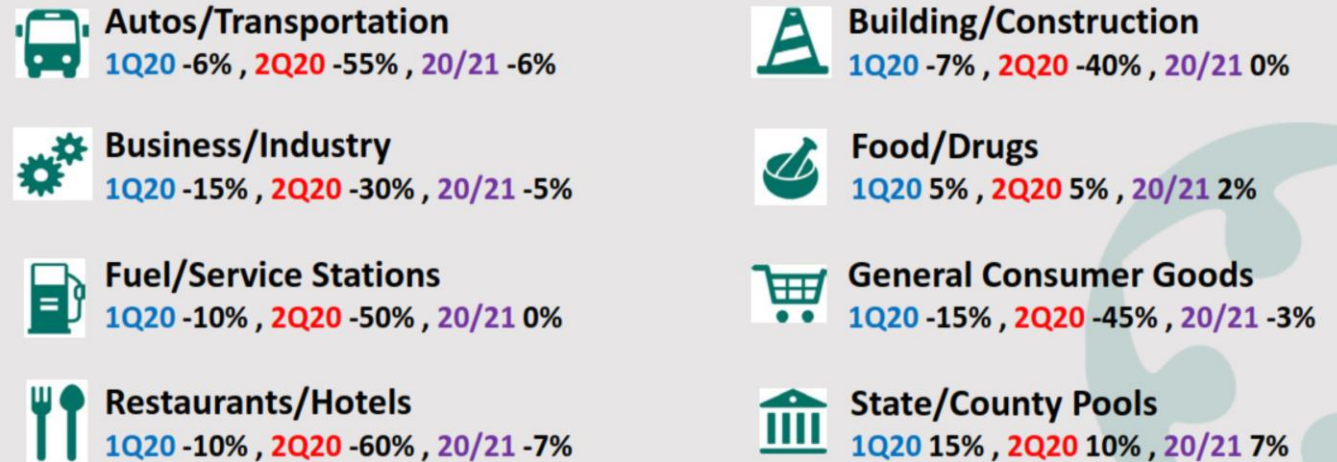 Autos/Transportation
1Q20 -6% , 2Q20 -55% , 20/21 -6%
Building/Construction
1Q20 -7% , 2Q20 -40% , 20/21 0%
Business/Industry
1Q20 -15% , 2Q20 -30% , 20/21 -5%
Food/Drugs
1Q20 5% , 2Q20 5% , 20/21 2%
Fuel/Service Stations
1Q20 -10% , 2Q20 -50% , 20/21 0%
General Consumer Goods
1Q20 -15% , 2Q20 -45% , 20/21 -3%
Restaurants/Hotels
1Q20 -10% , 2Q20 -60% , 20/21 -7%
State/County Pools
1Q20 15% , 2Q20 10% , 20/21 7%